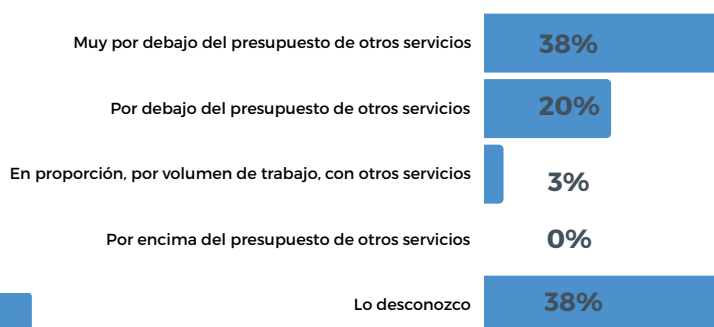 Muy por debajo del presupuesto de otros servicios 38%
Por debajo del presupuesto de otros servicios 20%
En proporción, por volumen de trabajo, con otros servicios 3%
Por encima del presupuesto de otros servicios 0%
Lo desconozco 38%